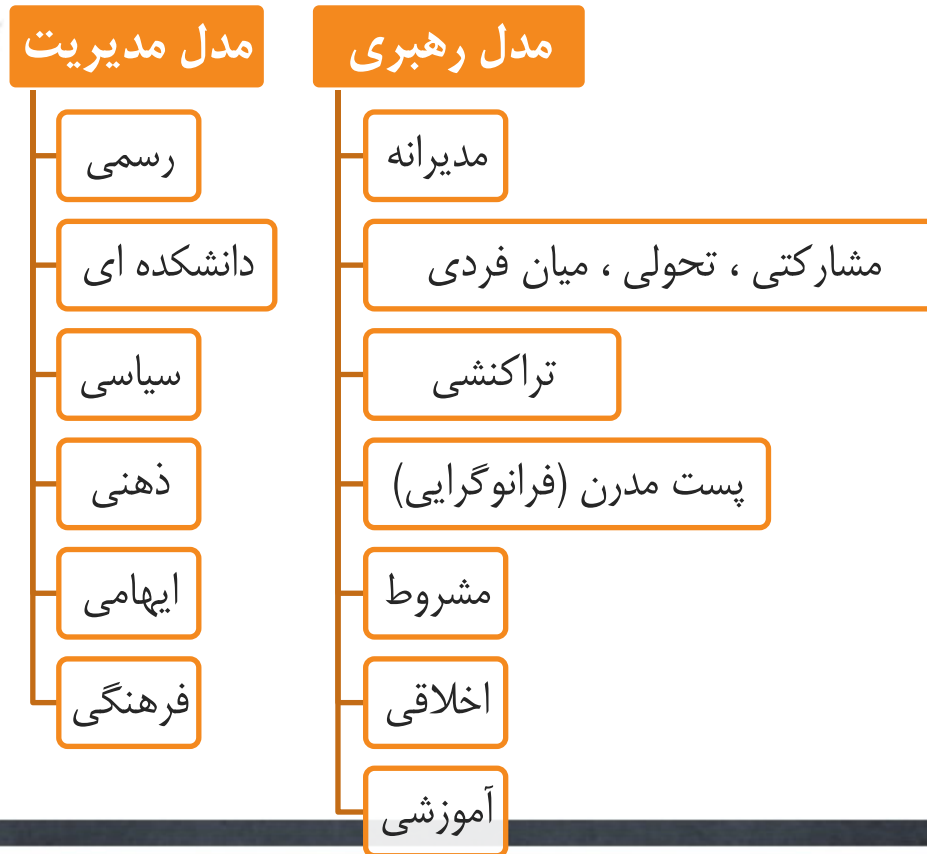 مدل رهبری
مدیرانه
مشارکتی ، تحولی ، میان فردی
تراکنشی
پست مدرن (فرانوگرایی)
مشروط
اخلاقی
آموزشی
مدل مدیریت
رسمی
دانشکده ای
سیاسی
ذهنی
ایهامی
فرهنگی